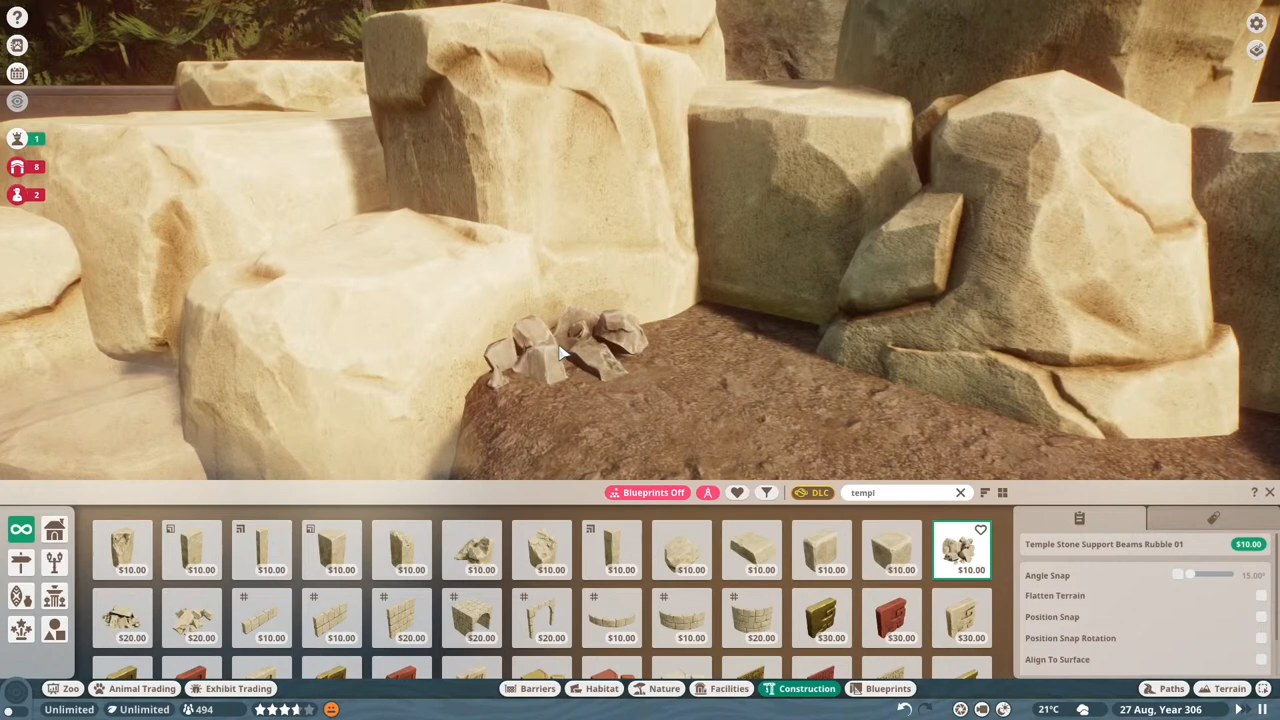 1
8
2
Blueprints Off
DLC
templ
?
$10.00 $10.00 $10.00 $10.00 $10.00 $10.00 $10.00 $10.00 $10.00 $10.00 $10.00 $10.00 $10.00
$20.00 $20.00 $10.00 $10.00 $20.00 $20.00 $20.00 $10.00 $10.00 $20.00 $30.00 $30.00 $30.00
Temple Stone Support Beams Rubble 01 $10.00
Angle Snap 15.00°
Flatten Terrain
Position Snap
Position Snap Rotation
Align To Surface
Zoo Animal Trading Exhibit Trading Barriers Habitat Nature Facilities Construction Blueprints Paths Terrain
Unlimited Unlimited 494 21°C 27 Aug, Year 306